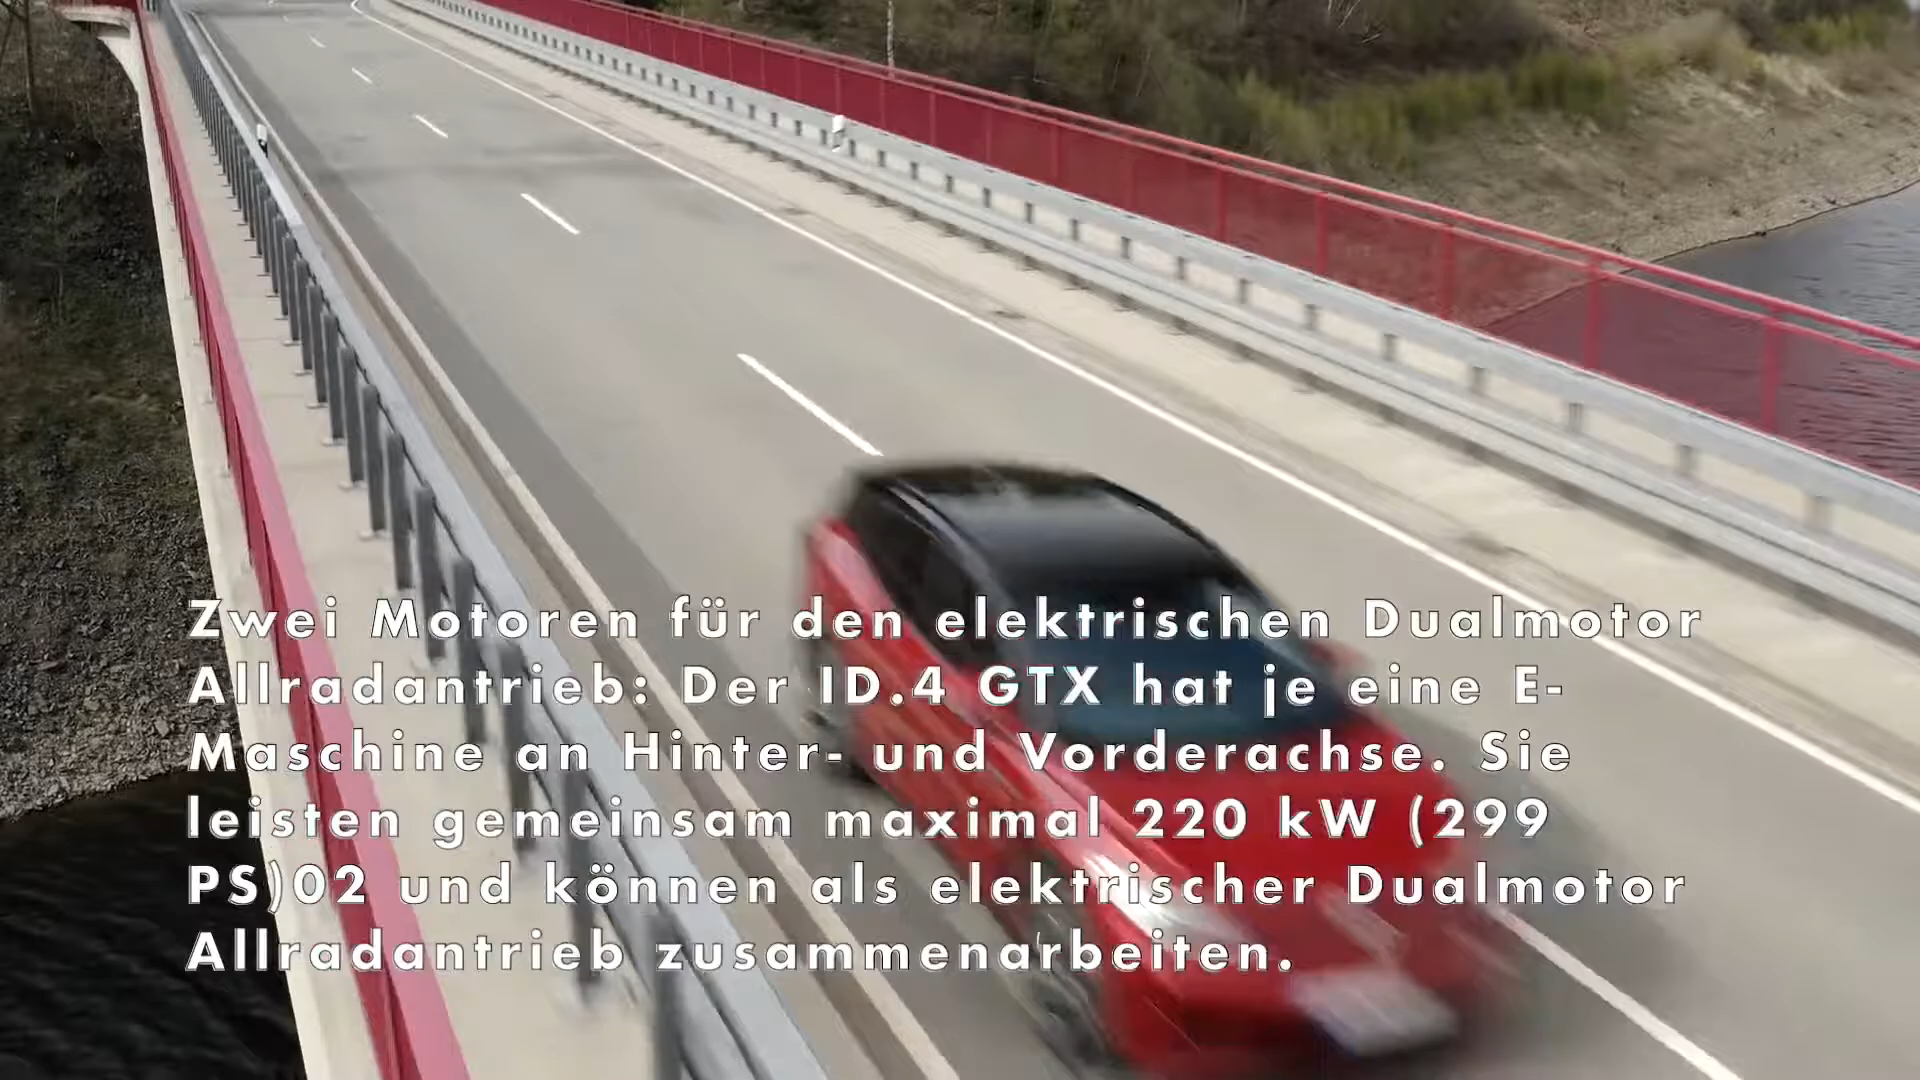 Zwei Motoren für den elektrischen Dualmotor
Allradantrieb: Der ID.4 GTX hat je eine E-
Maschine an Hinter- und Vorderachse. Sie
leisten gemeinsam maximal 220 kW (299
PS)02 und können als elektrischer Dualmotor
Allradantrieb zusammenarbeiten.